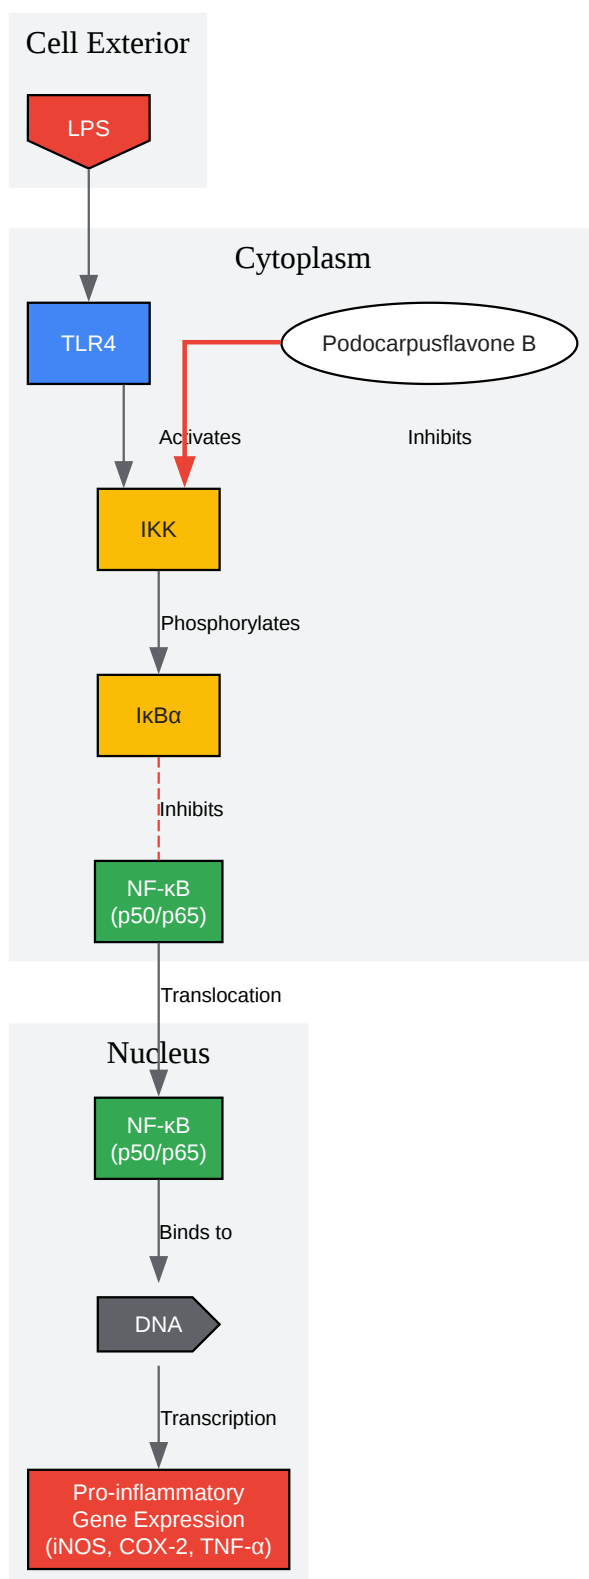 Cell Exterior
LPS
Cytoplasm
TLR4
Podocarpusflavone B
Activates
Inhibits
IKK
Phosphorylates
IκBα
Inhibits
NF-κB
(p50/p65)
Translocation
Nucleus
NF-κB
(p50/p65)
Binds to
DNA
Transcription
Pro-inflammatory
Gene Expression
(iNOS, COX-2, TNF-α)